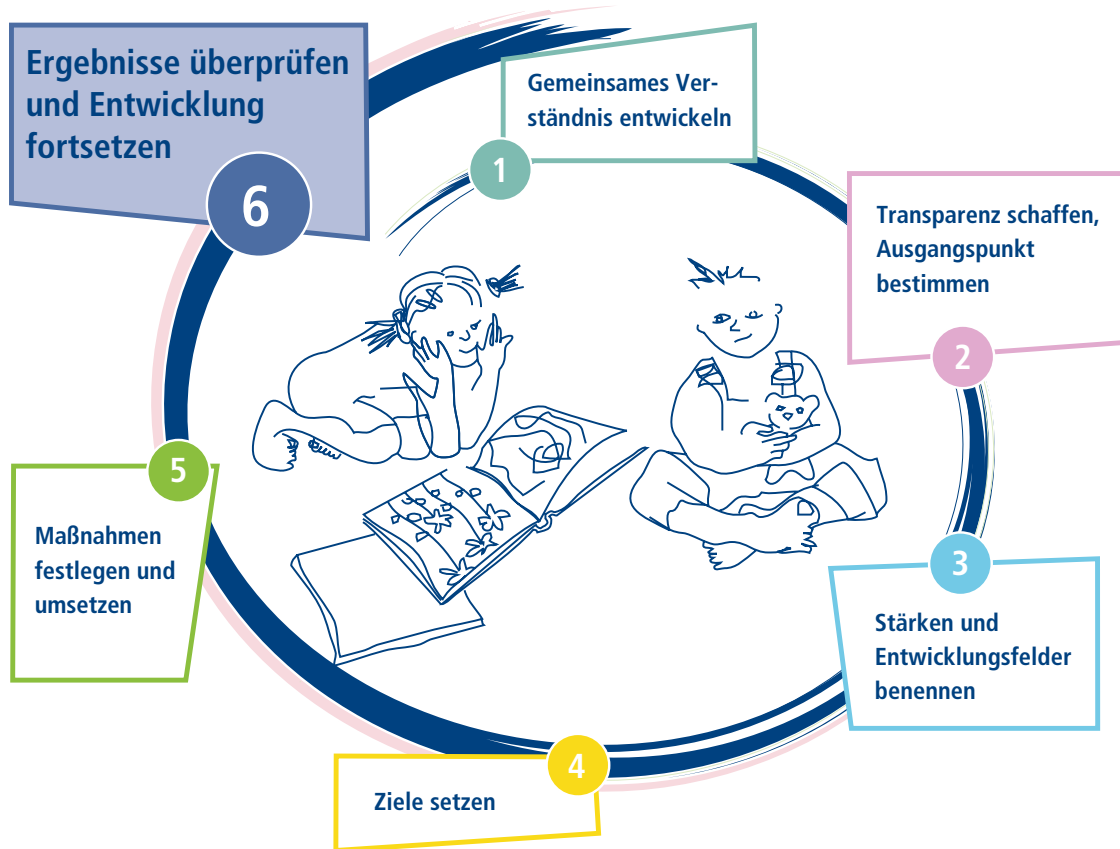 1
Gemeinsames Ver-
ständnis entwickeln
2
Transparenz schaffen,
Ausgangspunkt
bestimmen
3
Stärken und
Entwicklungsfelder
benennen
4
Ziele setzen
5
Maßnahmen
festlegen und
umsetzen
6
Ergebnisse überprüfen
und Entwicklung
fortsetzen